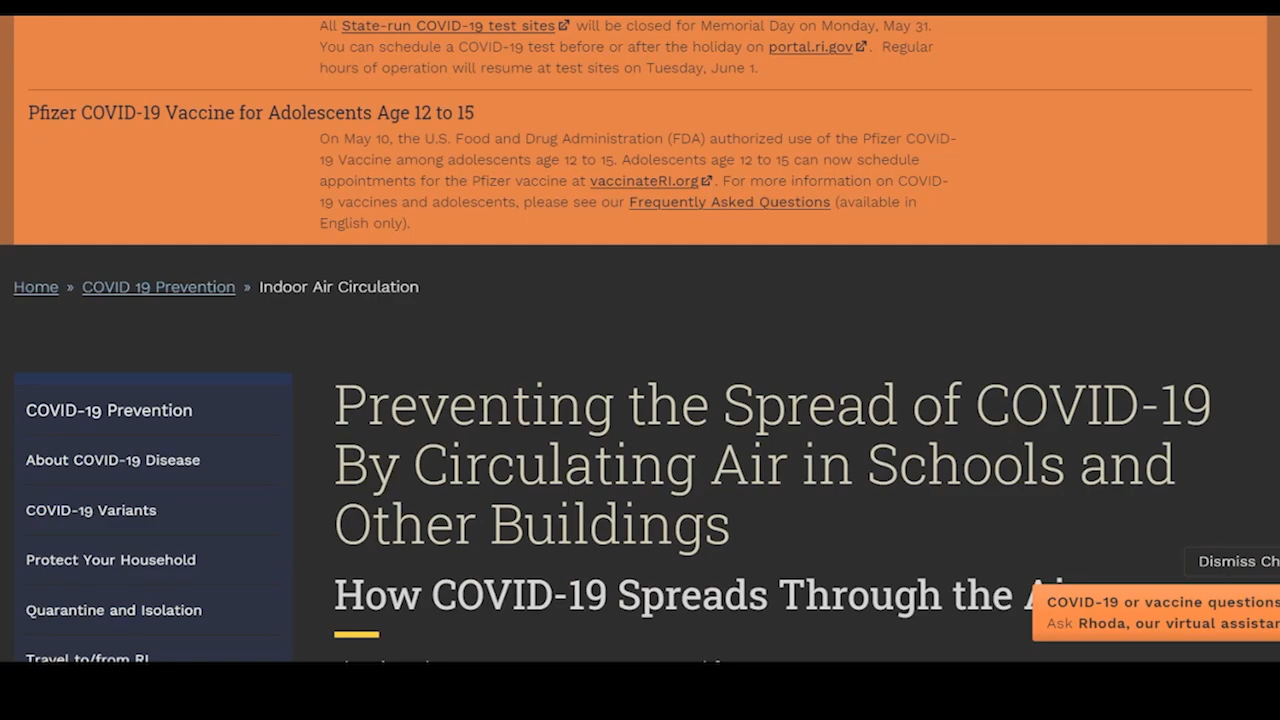 All State-run COVID-19 test sites will be closed for Memorial Day on Monday, May 31.
You can schedule a COVID-19 test before or after the holiday on portal.ri.gov. Regular
hours of operation will resume at test sites on Tuesday, June 1.
Pfizer COVID-19 Vaccine for Adolescents Age 12 to 15
On May 10, the U.S. Food and Drug Administration (FDA) authorized use of the Pfizer COVID-
19 Vaccine among adolescents age 12 to 15. Adolescents age 12 to 15 can now schedule
appointments for the Pfizer vaccine at vaccinateRI.org. For more information on COVID-
19 vaccines and adolescents, please see our Frequently Asked Questions (available in
English only).
Home » COVID 19 Prevention » Indoor Air Circulation
COVID-19 Prevention
About COVID-19 Disease
COVID-19 Variants
Protect Your Household
Quarantine and Isolation
Travel to/from RI
Preventing the Spread of COVID-19
By Circulating Air in Schools and
Other Buildings
How COVID-19 Spreads Through the
Dismiss Ch
COVID-19 or vaccine questions
Ask Rhoda, our virtual assistan